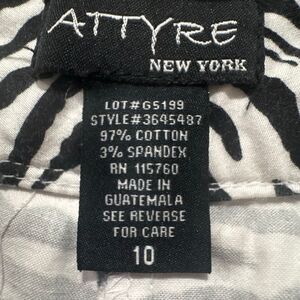 ATTYRE
NEW YORK
LOT#G5199
STYLE#3645487
97% COTTON
3% SPANDEX
RN 115760
MADE IN
GUATEMALA
SEE REVERSE
FOR CARE
10